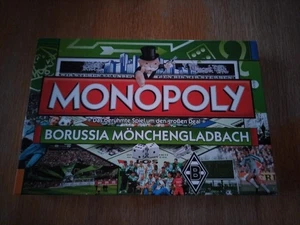 MONOPOLY
Das berühmte Spiel um den großen Deal
BORUSSIA MÖNCHENGLADBACH
B